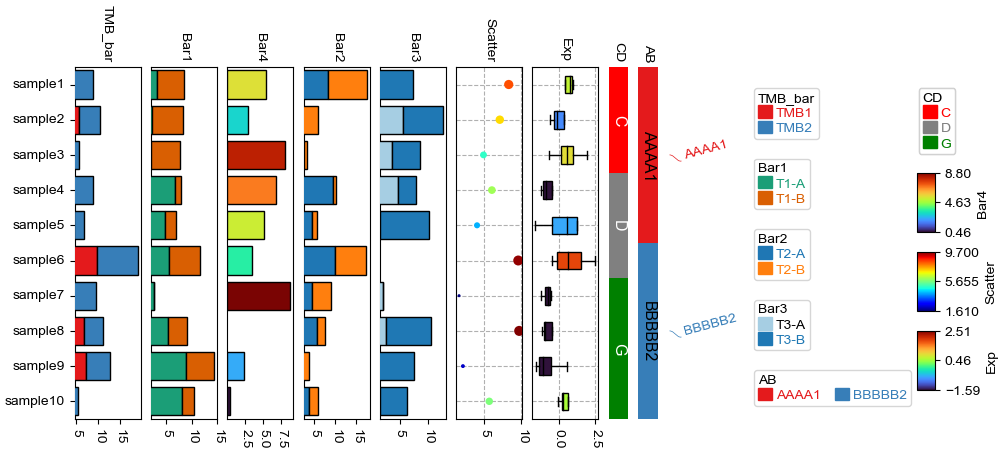 TMB_bar
Bar1
Bar4
Bar2
Bar3
Scatter
Exp
CD
AB
sample1
sample2
sample3
sample4
sample5
sample6
sample7
sample8
sample9
sample10
C
D
G
AAAA1
BBBBB2
AAAA1
BBBBB2
5 10 15
5 10 15
2.5 5.0 7.5
5 10 15
5 10
5 10
0.0 2.5
TMB_bar
TMB1
TMB2
Bar1
T1-A
T1-B
Bar2
T2-A
T2-B
Bar3
T3-A
T3-B
AB
AAAA1 BBBBB2
CD
C
D
G
8.80
4.63
0.46
Bar4
9.700
5.655
1.610
Scatter
2.51
0.46
−1.59
Exp